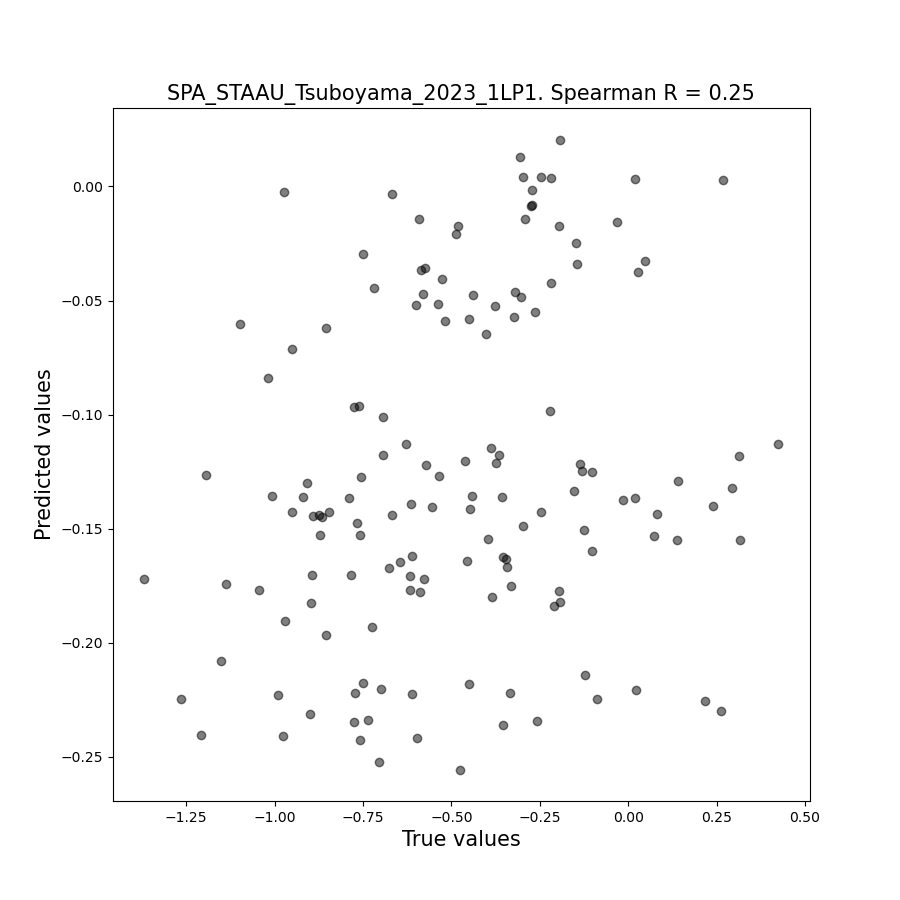 SPA_STAAU_Tsuboyama_2023_1LP1. Spearman R = 0.25
0.00
−0.05
−0.10
−0.15
−0.20
−0.25
Predicted values
−1.25 −1.00 −0.75 −0.50 −0.25 0.00 0.25 0.50
True values